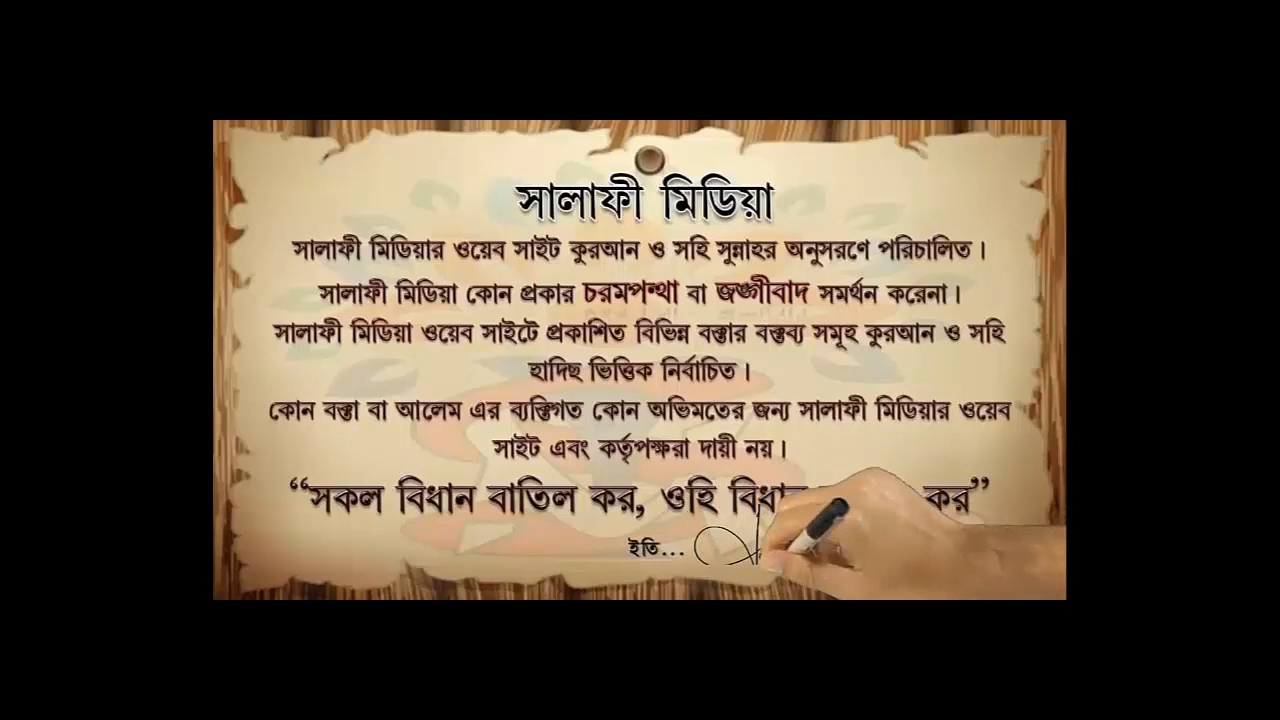 সালাফী মিডিয়া
সালাফী মিডিয়ার ওয়েব সাইট কুরআন ও সহি সুন্নাহর অনুসরণে পরিচালিত।
সালাফী মিডিয়া কোন প্রকার চরমপন্থা বা জঙ্গীবাদ সমর্থন করেনা।
সালাফী মিডিয়া ওয়েব সাইটে প্রকাশিত বিভিন্ন বক্তার বক্তব্য সমূহ কুরআন ও সহি
হাদিছ ভিত্তিক নির্বাচিত।
কোন বক্তা বা আলেম এর ব্যক্তিগত কোন অভিমতের জন্য সালাফী মিডিয়ার ওয়েব
সাইট এবং কর্তৃপক্ষরা দায়ী নয়।
“সকল বিধান বাতিল কর, ওহি কর”
ইতি...